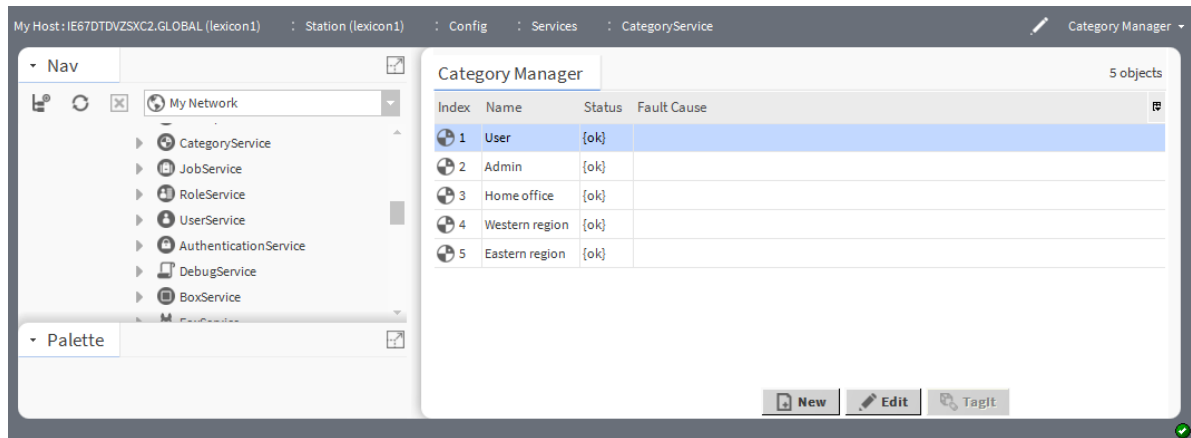 My Host : IE67DTDVZSXC2.GLOBAL (lexicon1) : Station (lexicon1) : Config : Services : CategoryService Category Manager
Nav
My Network
CategoryService
JobService
RoleService
UserService
AuthenticationService
DebugService
BoxService
Palette
Category Manager 5 objects
Index Name Status Fault Cause
1 User {ok}
2 Admin {ok}
3 Home office {ok}
4 Western region {ok}
5 Eastern region {ok}
New Edit TagIt